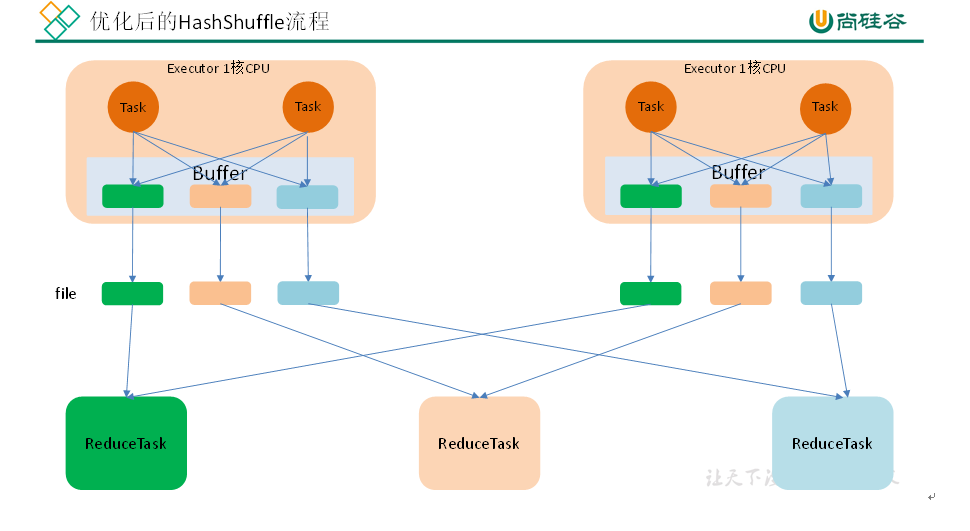 优化后的HashShuffle流程
尚硅谷
Executor 1核CPU
Executor 1核CPU
Task
Task
Task
Task
Buffer
Buffer
file
ReduceTask
ReduceTask
ReduceTask
让天下